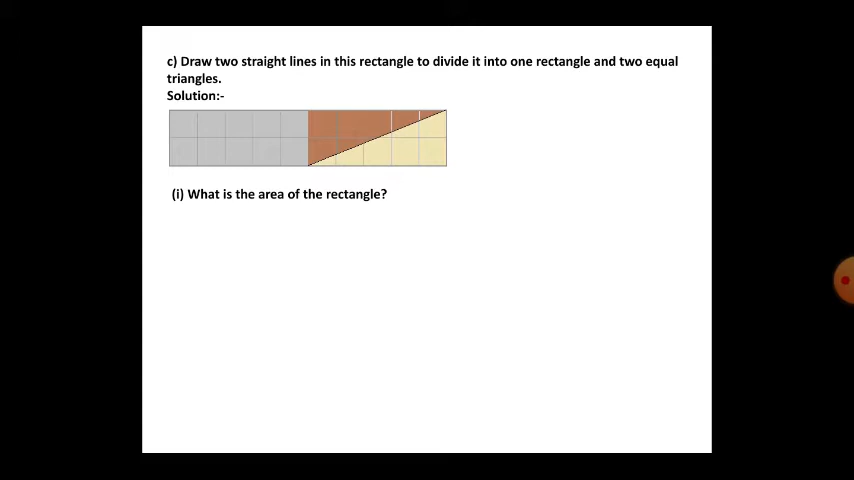 c) Draw two straight lines in this rectangle to divide it into one rectangle and two equal
triangles.
Solution:-
(i) What is the area of the rectangle?